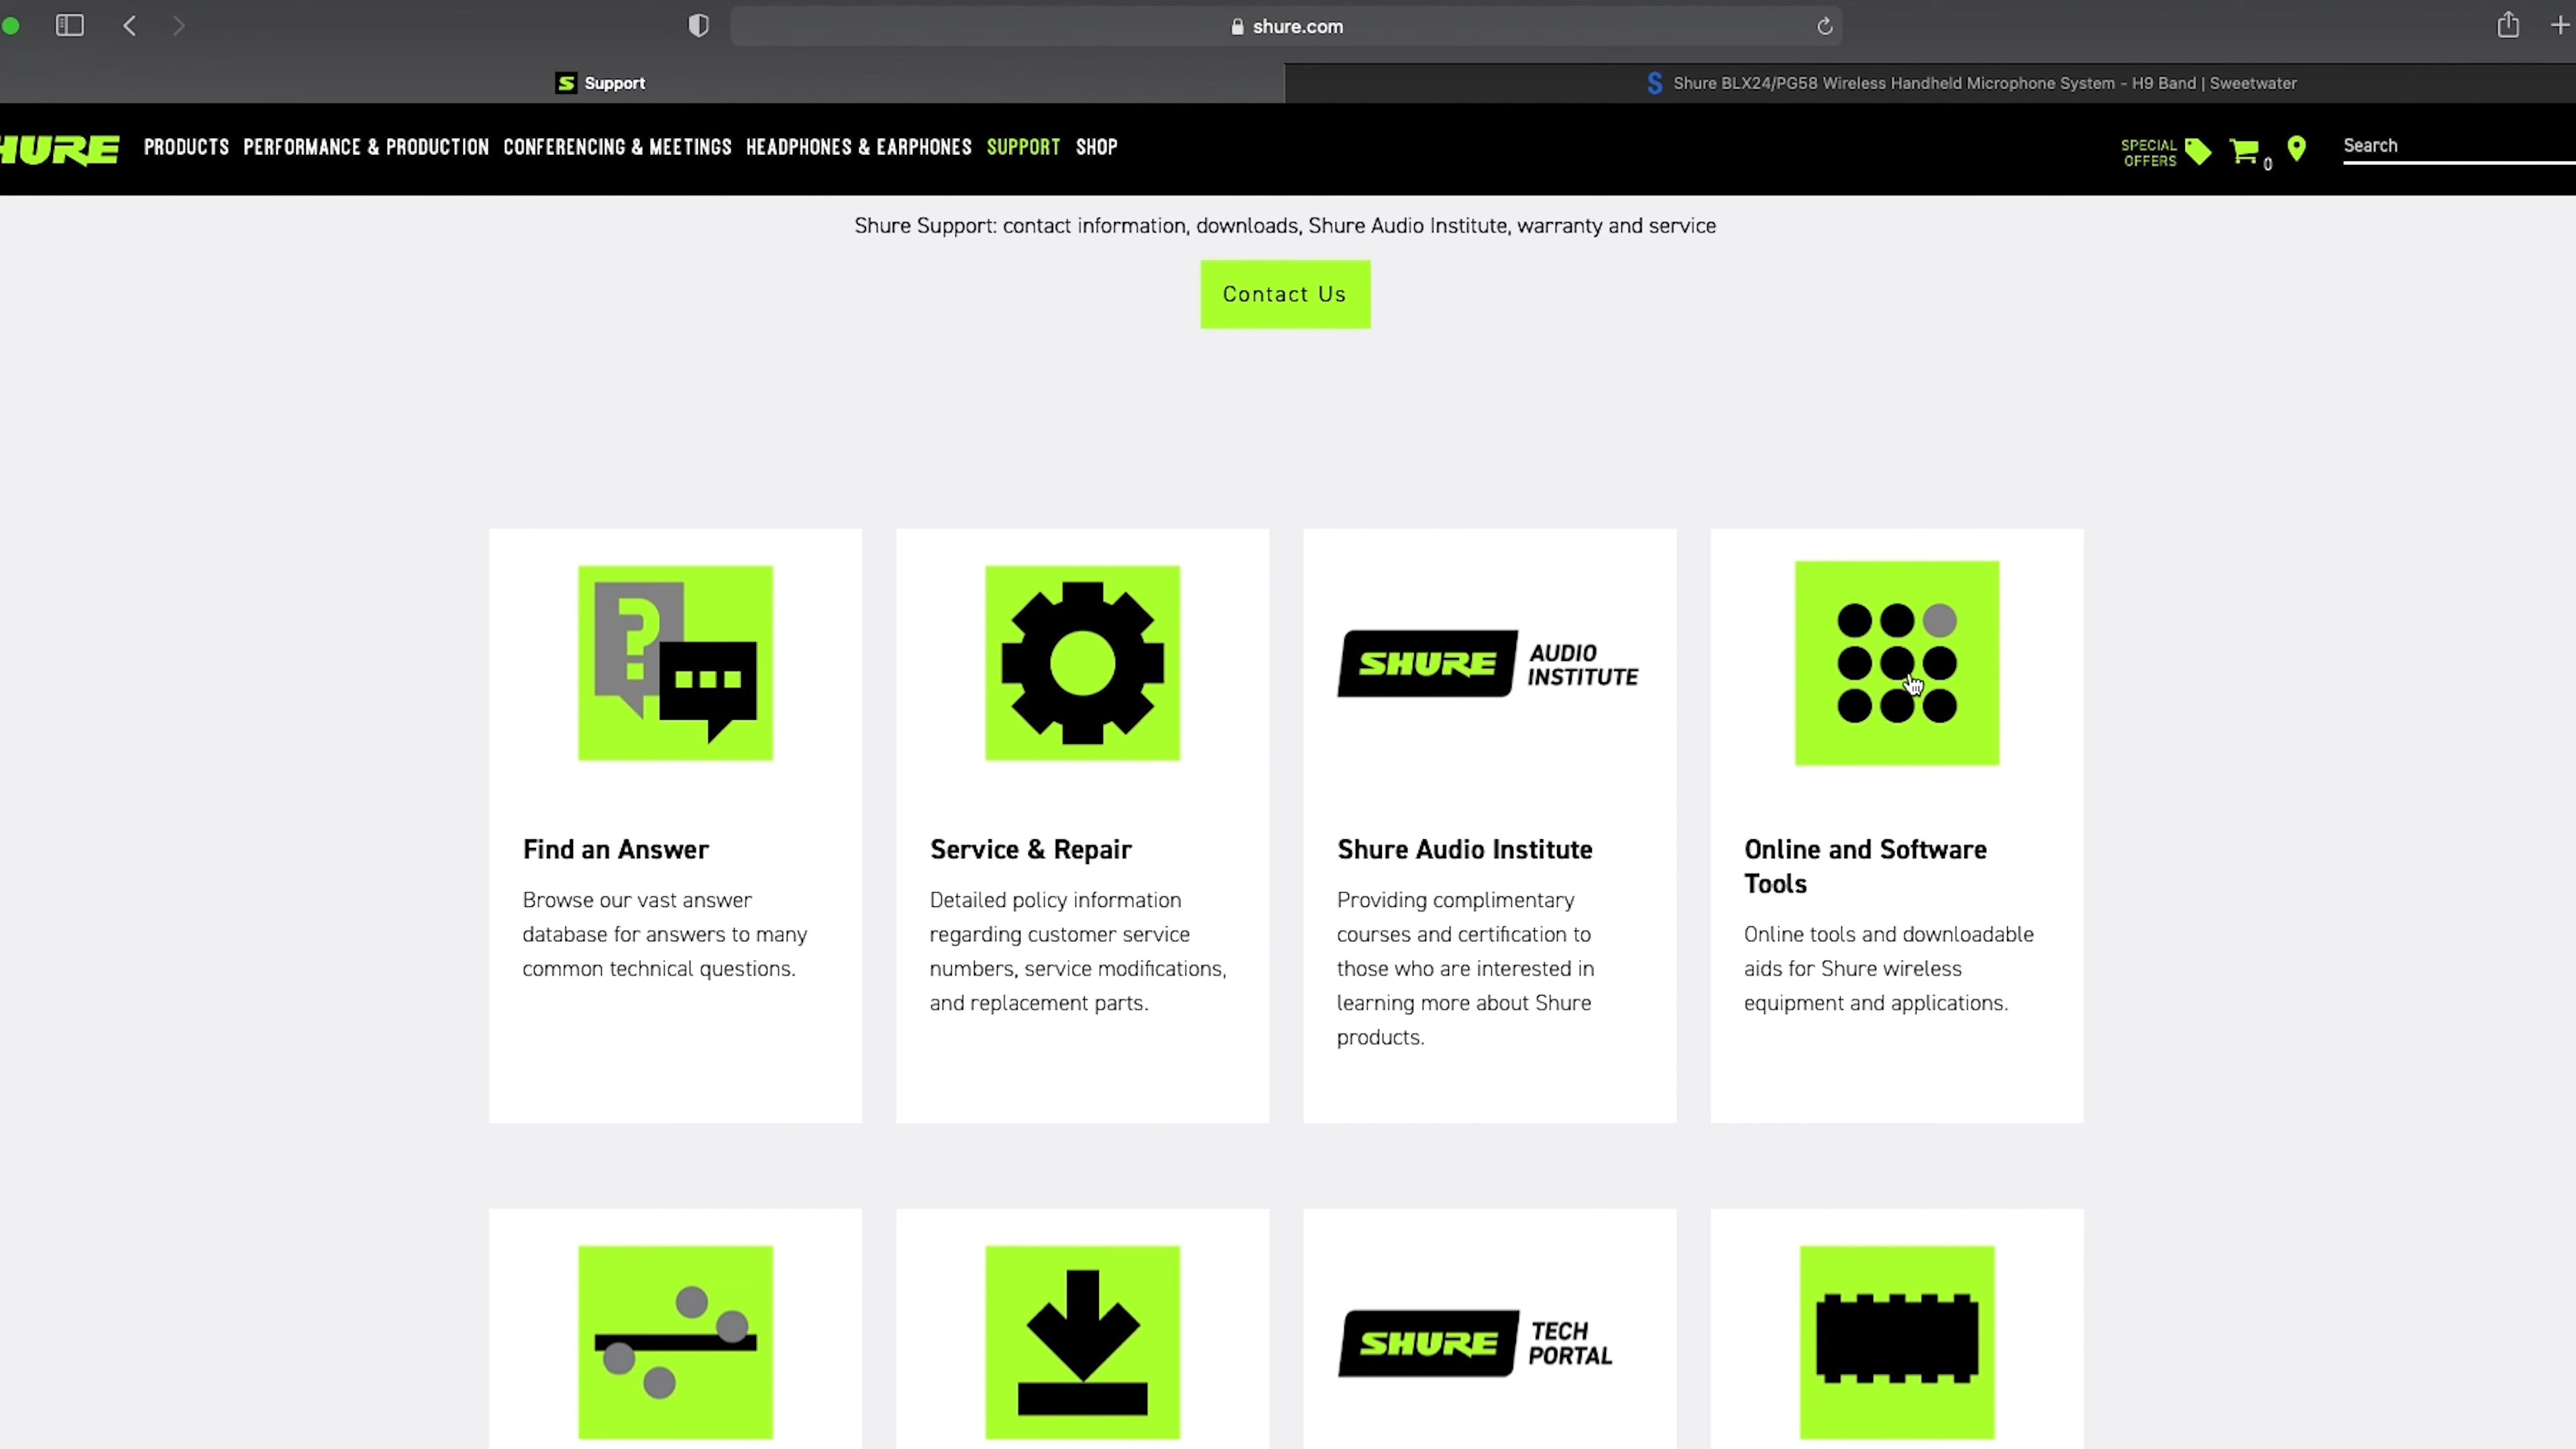 shure.com
Support
Shure BLX24/PG58 Wireless Handheld Microphone System - H9 Band | Sweetwater
HURE PRODUCTS PERFORMANCE & PRODUCTION CONFERENCING & MEETINGS HEADPHONES & EARPHONES SUPPORT SHOP
SPECIAL
OFFERS
0
Search
Shure Support: contact information, downloads, Shure Audio Institute, warranty and service
Contact Us
SHURE AUDIO
INSTITUTE
Find an Answer
Browse our vast answer
database for answers to many
common technical questions.
Service & Repair
Detailed policy information
regarding customer service
numbers, service modifications,
and replacement parts.
Shure Audio Institute
Providing complimentary
courses and certification to
those who are interested in
learning more about Shure
products.
Online and Software
Tools
Online tools and downloadable
aids for Shure wireless
equipment and applications.
SHURE TECH
PORTAL